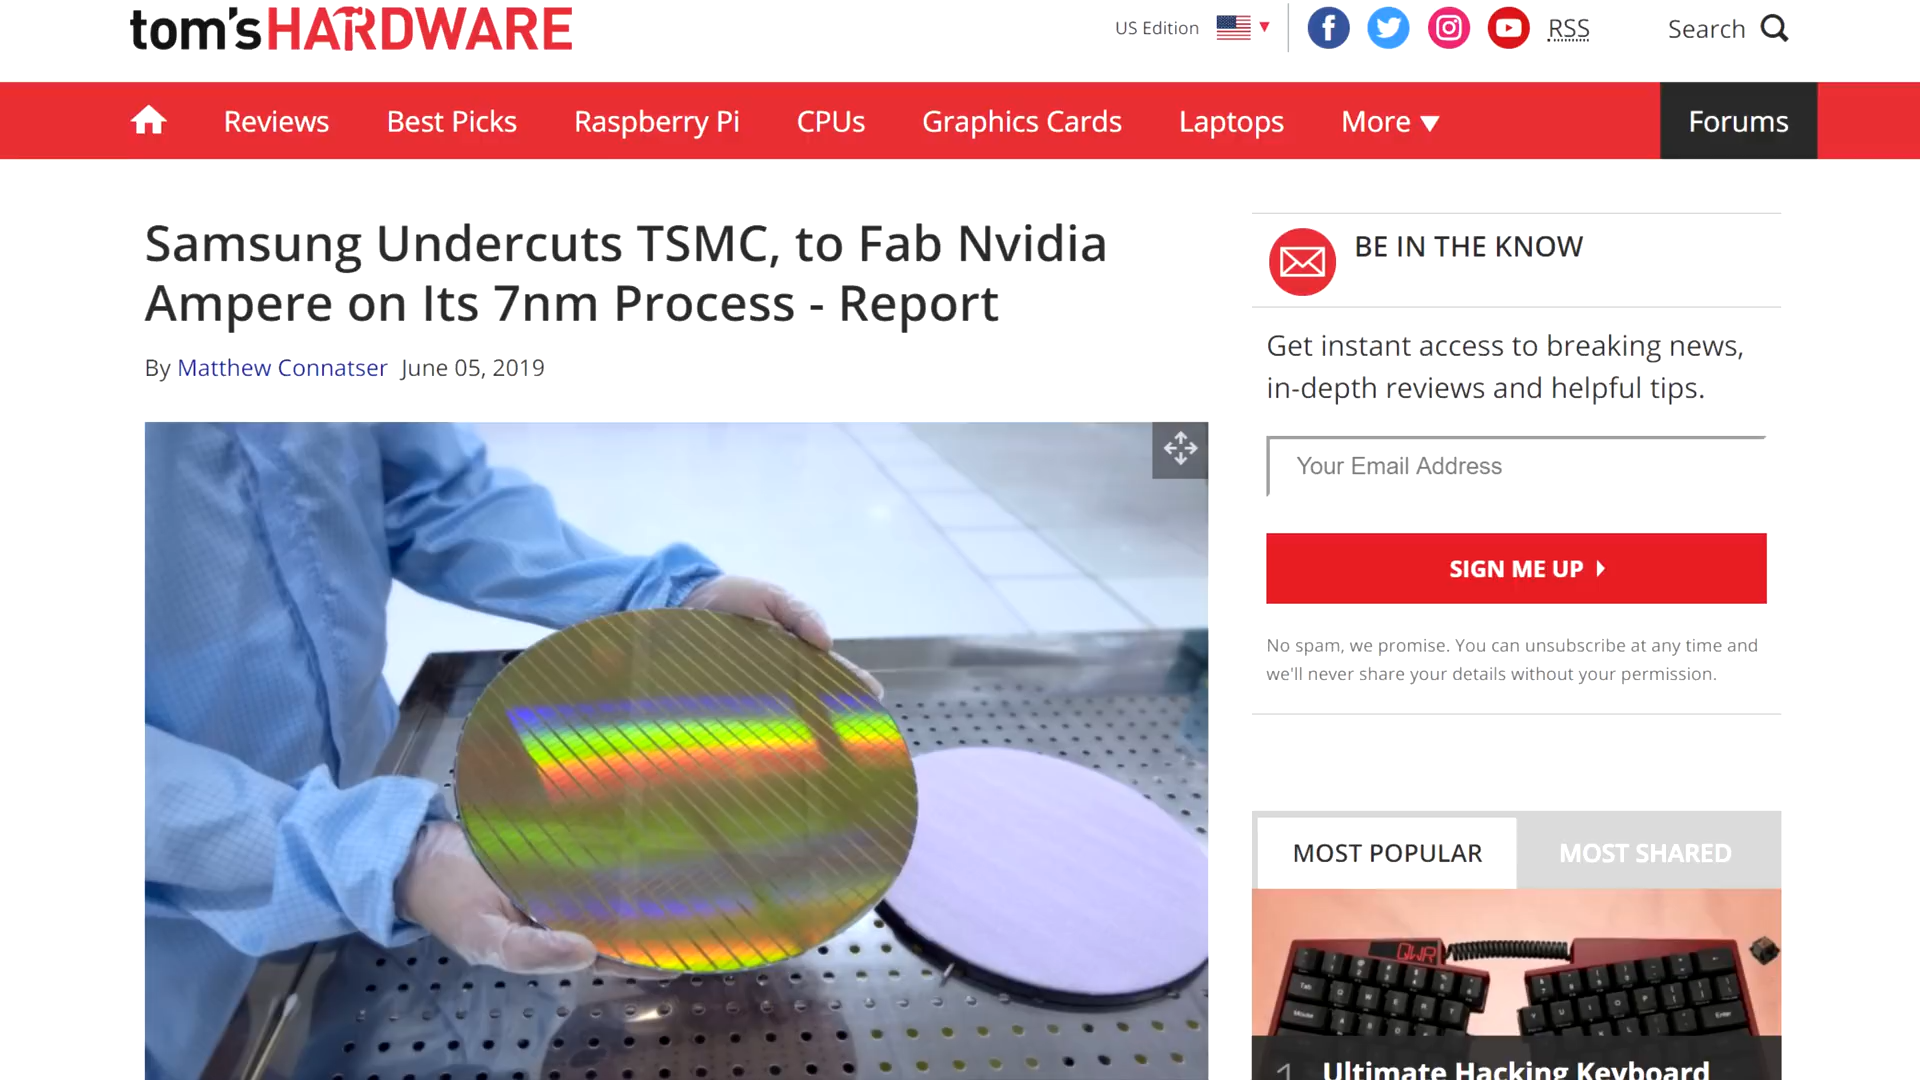 tom's HARDWARE
US Edition
RSS
Search
Reviews
Best Picks
Raspberry Pi
CPUs
Graphics Cards
Laptops
More
Forums
Samsung Undercuts TSMC, to Fab Nvidia
Ampere on Its 7nm Process - Report
By Matthew Connatser June 05, 2019
BE IN THE KNOW
Get instant access to breaking news,
in-depth reviews and helpful tips.
Your Email Address
SIGN ME UP
No spam, we promise. You can unsubscribe at any time and
we'll never share your details without your permission.
MOST POPULAR
MOST SHARED
QWR
1 Ultimate Hacking Keyboard